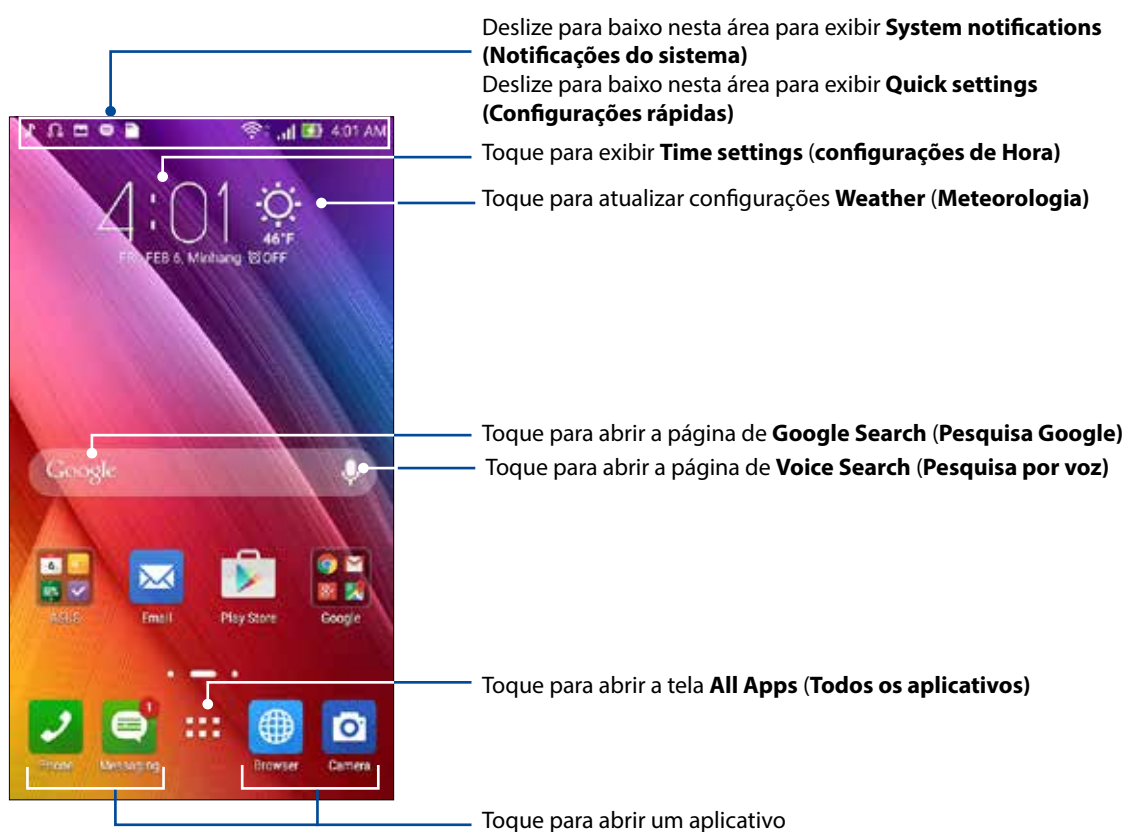 Deslize para baixo nesta área para exibir System notifications
(Notificações do sistema)
Deslize para baixo nesta área para exibir Quick settings
(Configurações rápidas)
4:01 AM
Toque para exibir Time settings (configurações de Hora)
4:01
Toque para atualizar configurações Weather (Meteorologia)
46°F
FRI, FEB 6, Minhang OFF
Toque para abrir a página de Google Search (Pesquisa Google)
Google
Toque para abrir a página de Voice Search (Pesquisa por voz)
6
ASUS
Email
Play Store
Google
Toque para abrir a tela All Apps (Todos os aplicativos)
1
Phone
Messaging
Browser
Camera
Toque para abrir um aplicativo